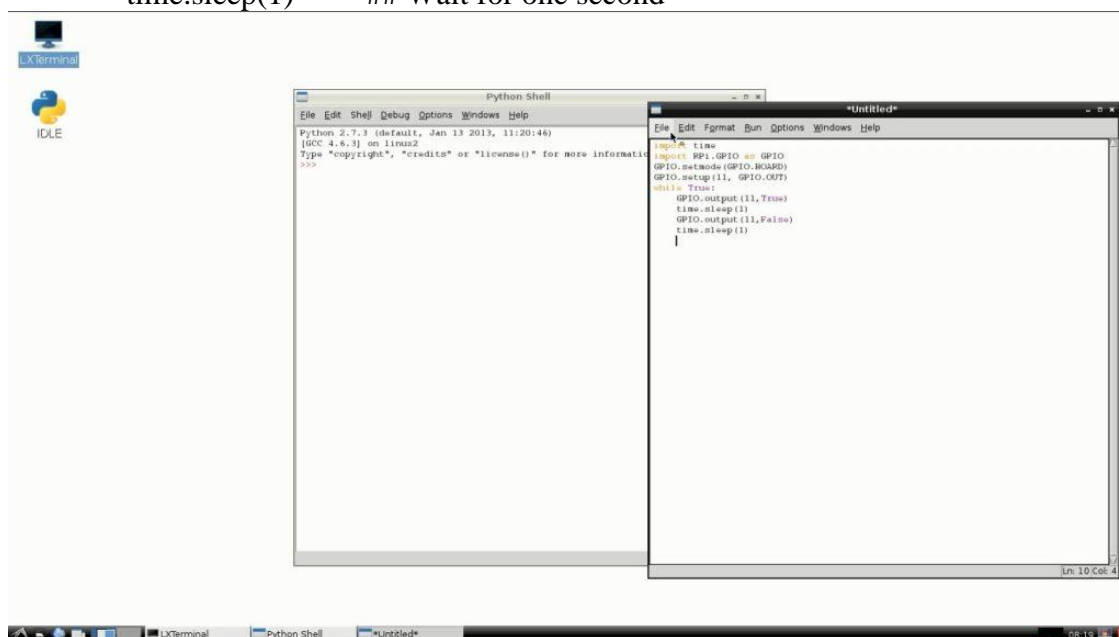 time.sleep(1) ## Wait for one second
LXTerminal
IDLE
Python Shell
File Edit Shell Debug Options Windows Help
Python 2.7.3 (default, Jan 13 2013, 11:20:46)
[GCC 4.6.3] on linux2
Type "copyright", "credits" or "license()" for more informatio
>>>
*Untitled*
File Edit Format Run Options Windows Help
import time
import RPi.GPIO as GPIO
GPIO.setmode(GPIO.BOARD)
GPIO.setup(11, GPIO.OUT)
while True:
    GPIO.output(11,True)
    time.sleep(1)
    GPIO.output(11,False)
    time.sleep(1)
Ln: 10 Col: 4
LXTerminal Python Shell *Untitled* 08:19